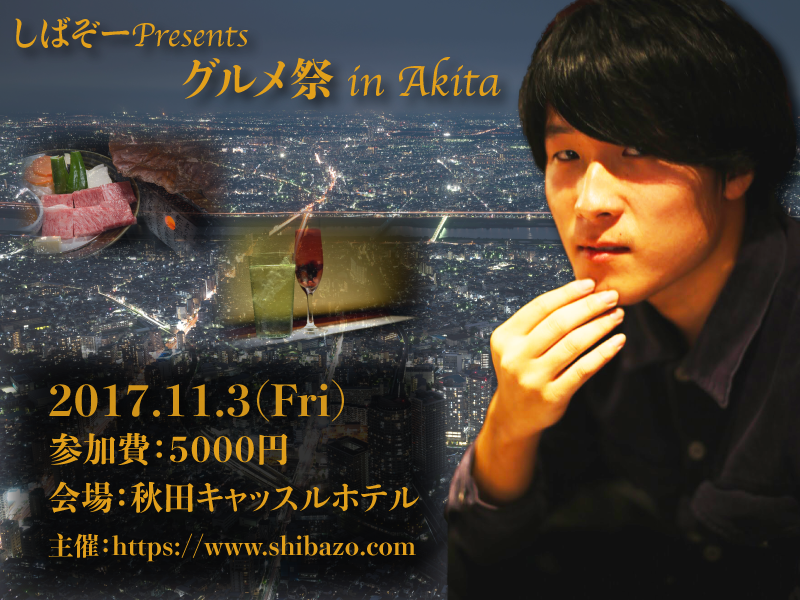 しばぞーPresents
グルメ祭 in Akita
2017.11.3(Fri)
参加費：5000円
会場：秋田キャッスルホテル
主催：https://www.shibazo.com